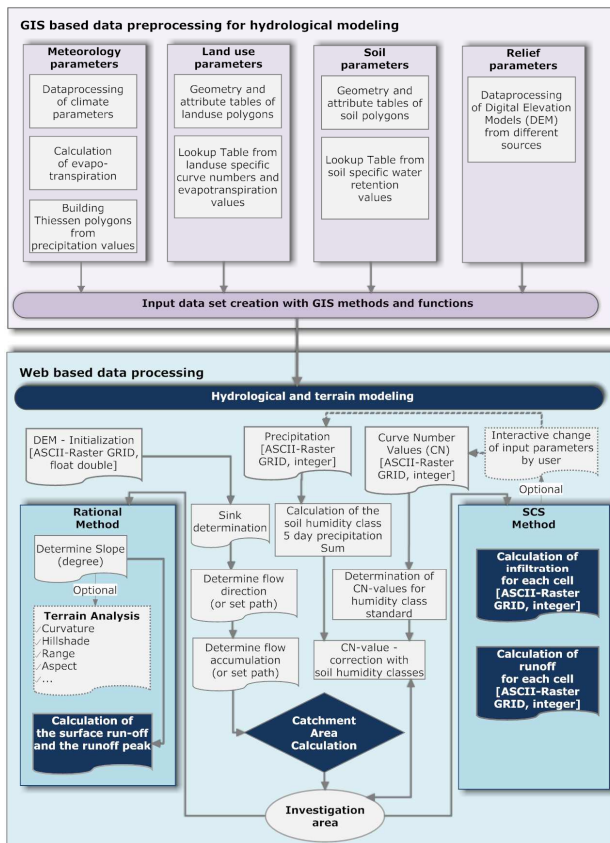 GIS based data preprocessing for hydrological modeling
Meteorology
parameters
Dataprocessing
of climate
parameters
Calculation
of evapo-
transpiration
Building
Thiessen polygons
from
precipitation values
Land use
parameters
Geometry and
attribute tables of
landuse polygons
Lookup Table from
landuse specific
curve numbers and
evapotranspiration
values
Soil
parameters
Geometry and
attribute tables of
soil polygons
Lookup Table from
soil specific water
retention
values
Relief
parameters
Dataprocessing
of Digital Elevation
Models (DEM)
from different
sources
Input data set creation with GIS methods and functions
Web based data processing
Hydrological and terrain modeling
DEM - Initialization
[ASCII-Raster GRID,
float double]
Precipitation
[ASCII-Raster
GRID, integer]
Curve Number
Values (CN)
[ASCII-Raster
GRID, integer]
Interactive change
of input parameters
by user
Optional
Rational
Method
Determine Slope
(degree)
Optional
Terrain Analysis
✓Curvature
✓Hillshade
✓Range
✓Aspect
✓...
Calculation of
the surface run-off
and the runoff peak
Sink
determination
Determine flow
direction
(or set path)
Determine flow
accumulation
(or set path)
Calculation of the
soil humidity class
5 day precipitation
Sum
Determination of
CN-values for
humidity class
standard
CN-value -
correction with
soil humidity classes
Catchment
Area
Calculation
Investigation
area
SCS
Method
Calculation of
infiltration
for each cell
[ASCII-Raster
GRID, integer]
Calculation of
runoff
for each cell
[ASCII-Raster
GRID, integer]